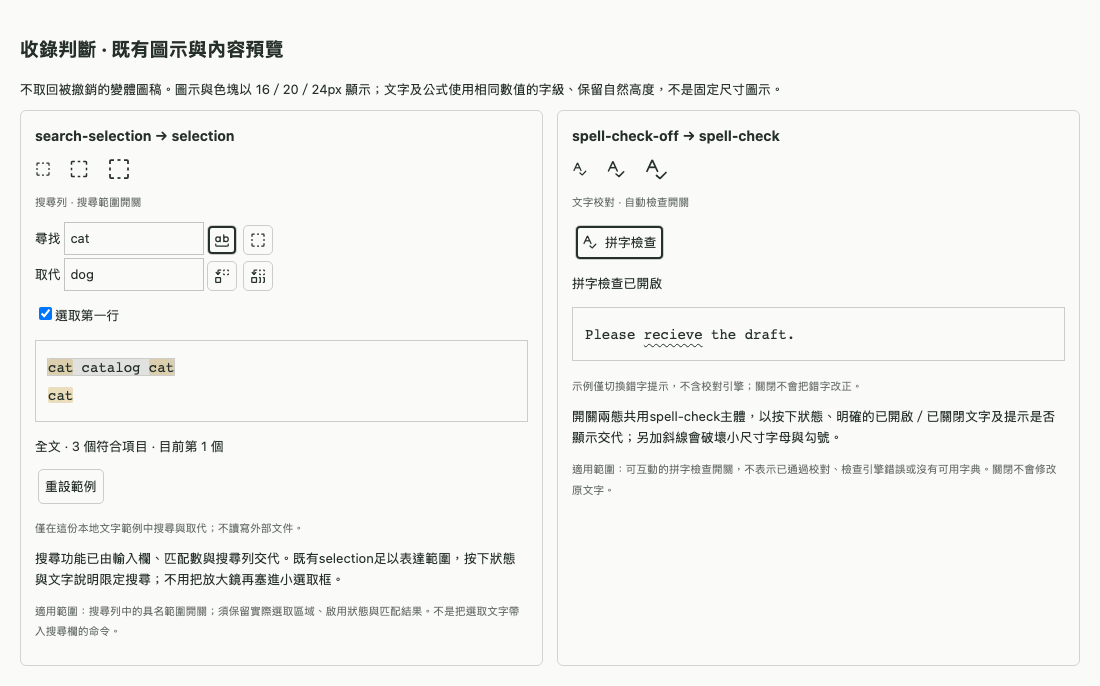 收錄判斷 · 既有圖示與內容預覽
不取回被撤銷的變體圖稿。圖示與色塊以 16 / 20 / 24px 顯示；文字及公式使用相同數值的字級、保留自然高度，不是固定尺寸圖示。
search-selection → selection
搜尋列 · 搜尋範圍開關
尋找 cat ab
取代 dog
選取第一行
cat catalog cat
cat
全文 · 3 個符合項目 · 目前第 1 個
重設範例
僅在這份本地文字範例中搜尋與取代；不讀寫外部文件。
搜尋功能已由輸入欄、匹配數與搜尋列交代。既有selection足以表達範圍，按下狀態
與文字說明限定搜尋；不用把放大鏡再塞進小選取框。
適用範圍：搜尋列中的具名範圍開關；須保留實際選取區域、啟用狀態與匹配結果。不是把選取文字帶
入搜尋欄的命令。
spell-check-off → spell-check
文字校對 · 自動檢查開關
拼字檢查
拼字檢查已開啟
Please recieve the draft.
示例僅切換錯字提示，不含校對引擎；關閉不會把錯字改正。
開關兩態共用spell-check主體，以按下狀態、明確的已開啟 / 已關閉文字及提示是否
顯示交代；另加斜線會破壞小尺寸字母與勾號。
適用範圍：可互動的拼字檢查開關，不表示已通過校對、檢查引擎錯誤或沒有可用字典。關閉不會修改
原文字。